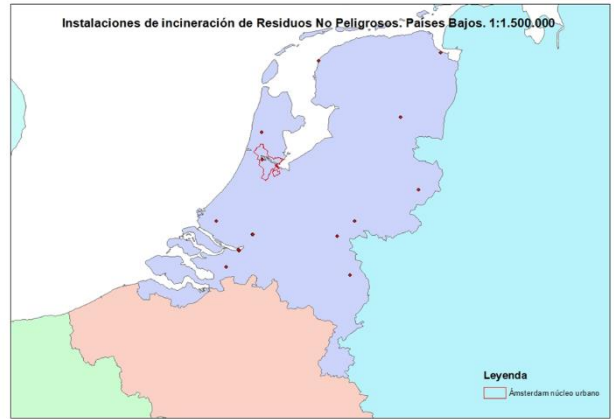 Instalaciones de incineración de Residuos No Peligrosos. Países Bajos. 1:1.500.000
Leyenda
Ámsterdam núcleo urbano